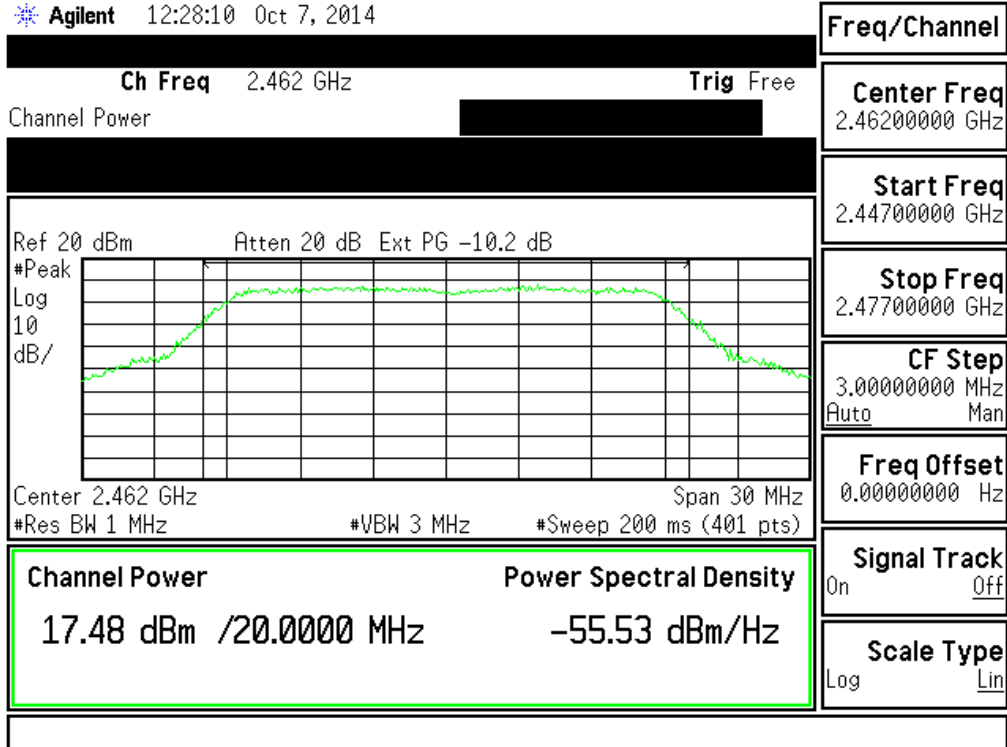 Agilent 12:28:10 Oct 7, 2014
Freq/Channel
Ch Freq 2.462 GHz Trig Free
Channel Power
Center Freq
2.46200000 GHz
Start Freq
2.44700000 GHz
Stop Freq
2.47700000 GHz
CF Step
3.00000000 MHz
Auto Man
Freq Offset
0.00000000 Hz
Signal Track
On Off
Scale Type
Log Lin
Ref 20 dBm Atten 20 dB Ext PG -10.2 dB
#Peak
Log
10
dB/
Center 2.462 GHz Span 30 MHz
#Res BW 1 MHz #VBW 3 MHz #Sweep 200 ms (401 pts)
Channel Power Power Spectral Density
17.48 dBm /20.0000 MHz -55.53 dBm/Hz